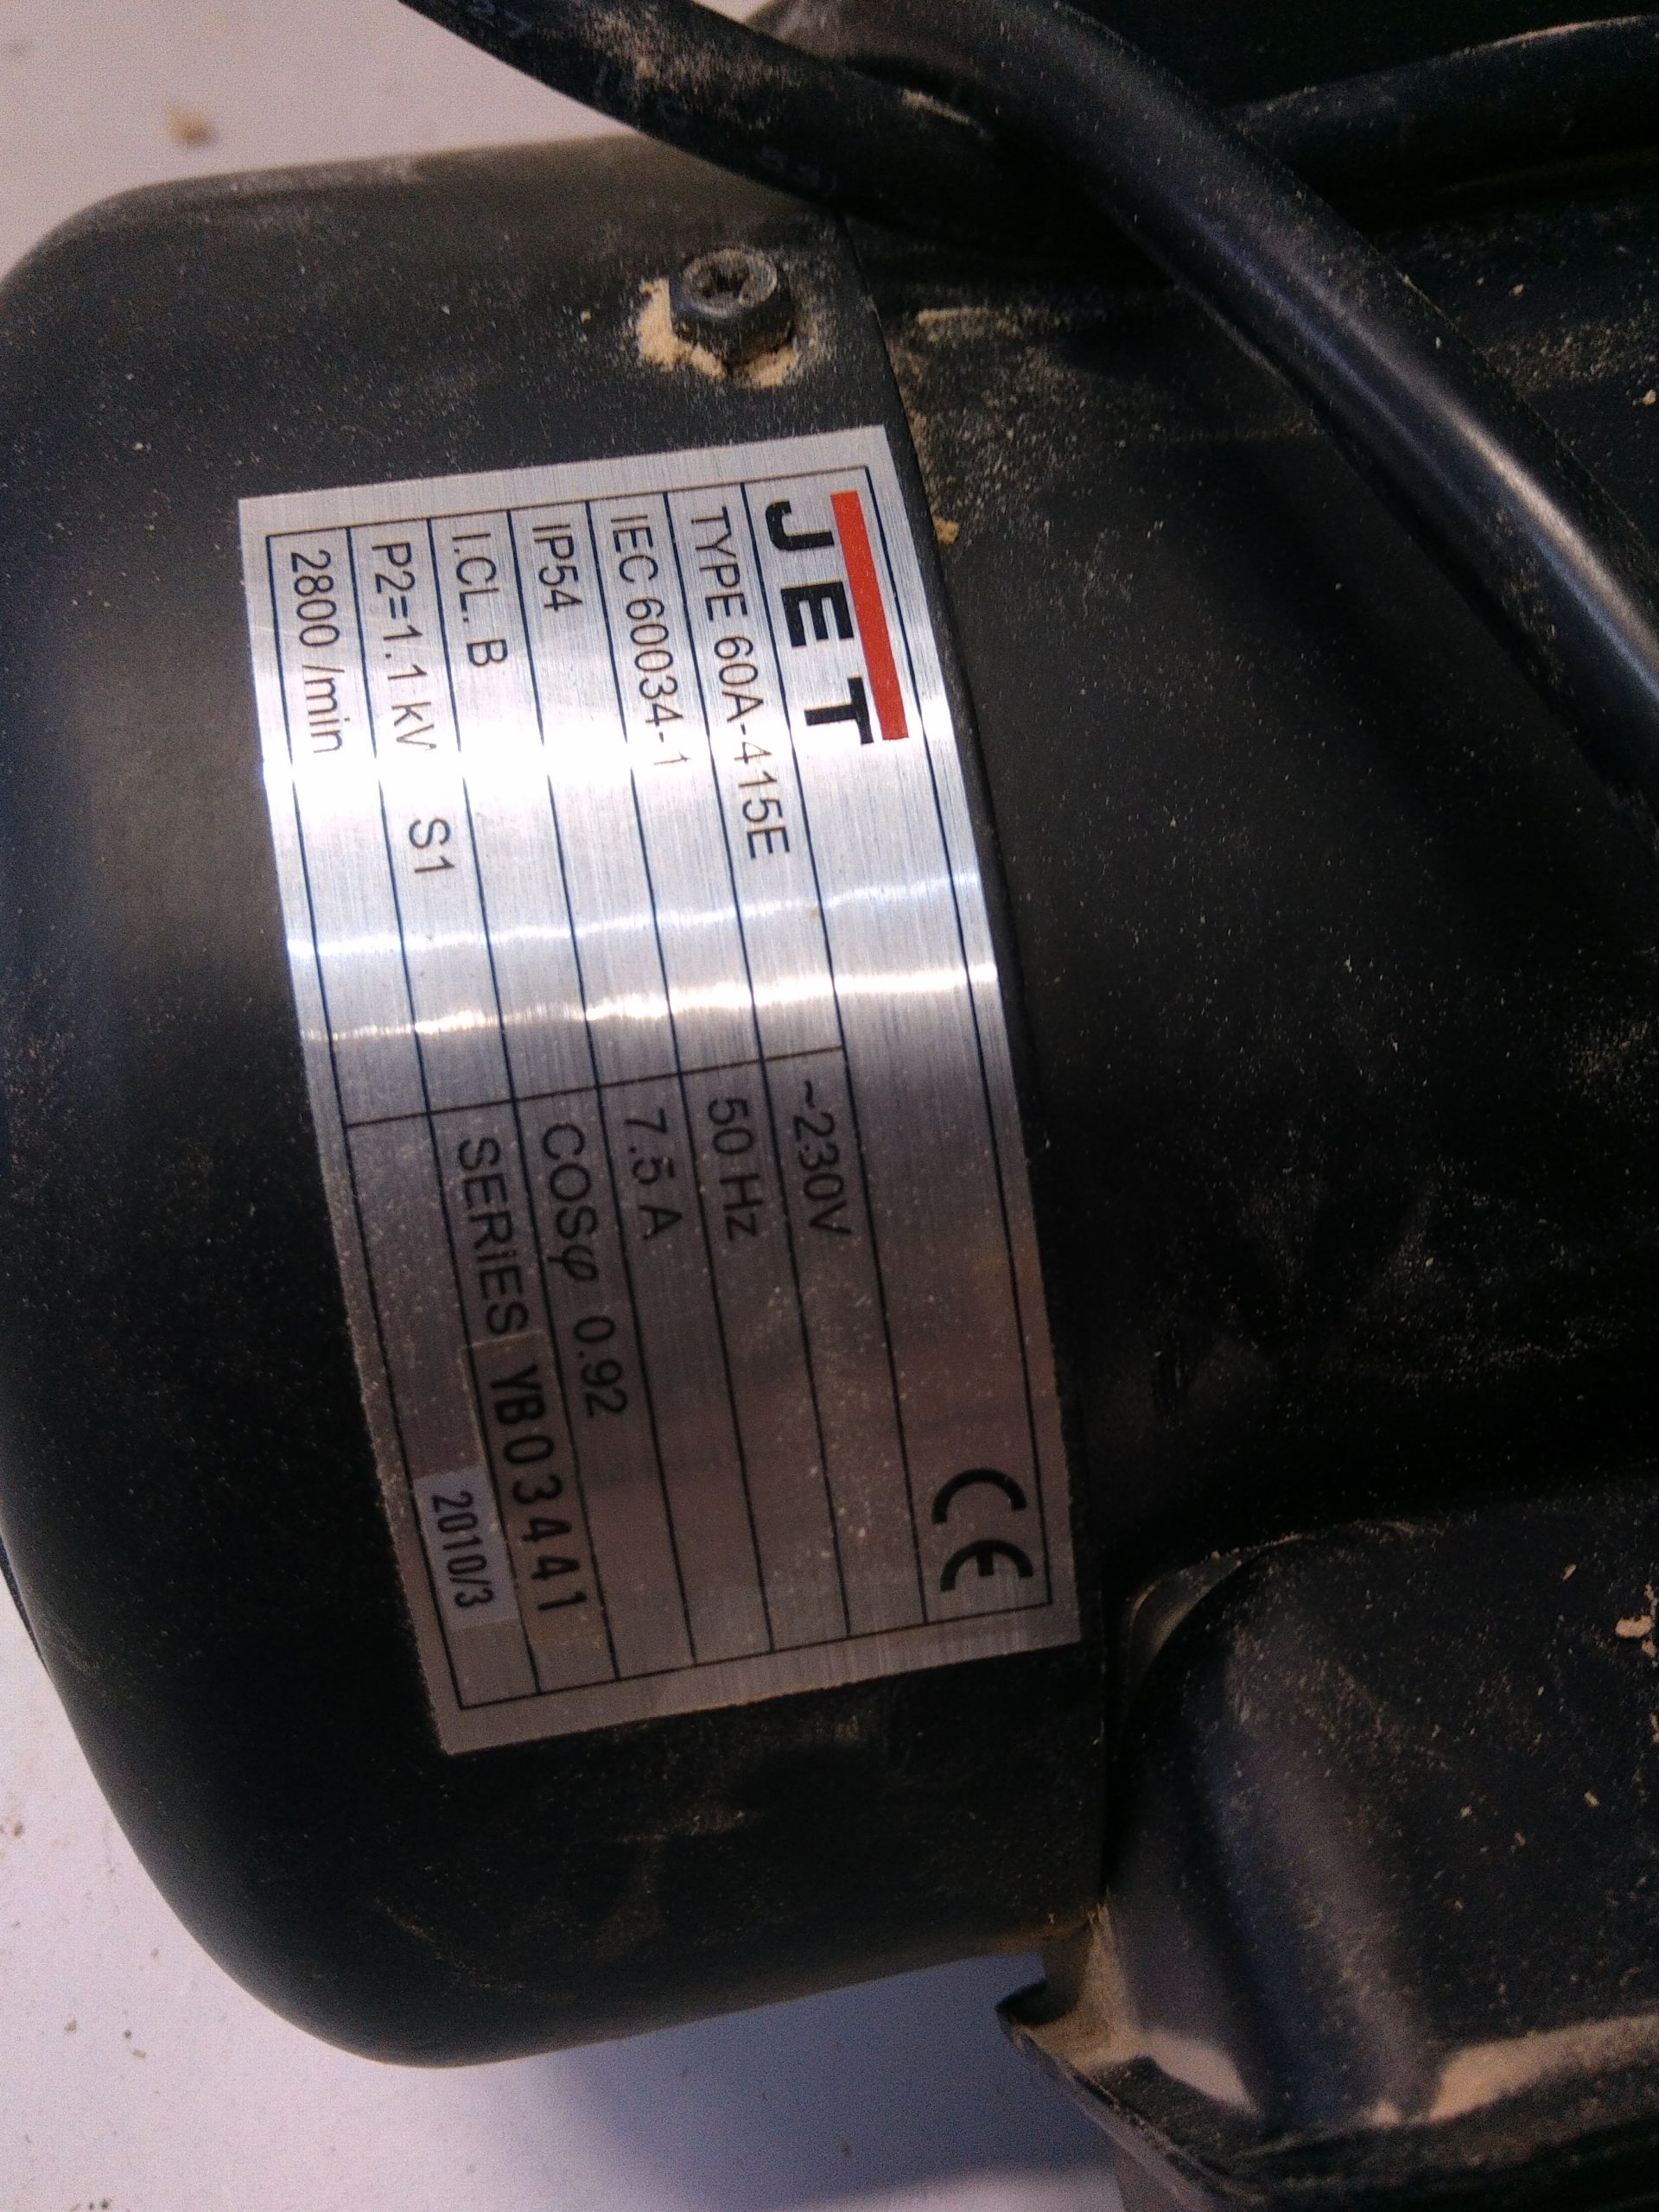 JET
CE
TYPE 60A-415E ~230V
IEC 60034-1 50 Hz
IP54 7.5 A
I.CL. B COSφ 0.92
P2=1.1 kW S1 SERIES YB03441
2800 /min 2010/3